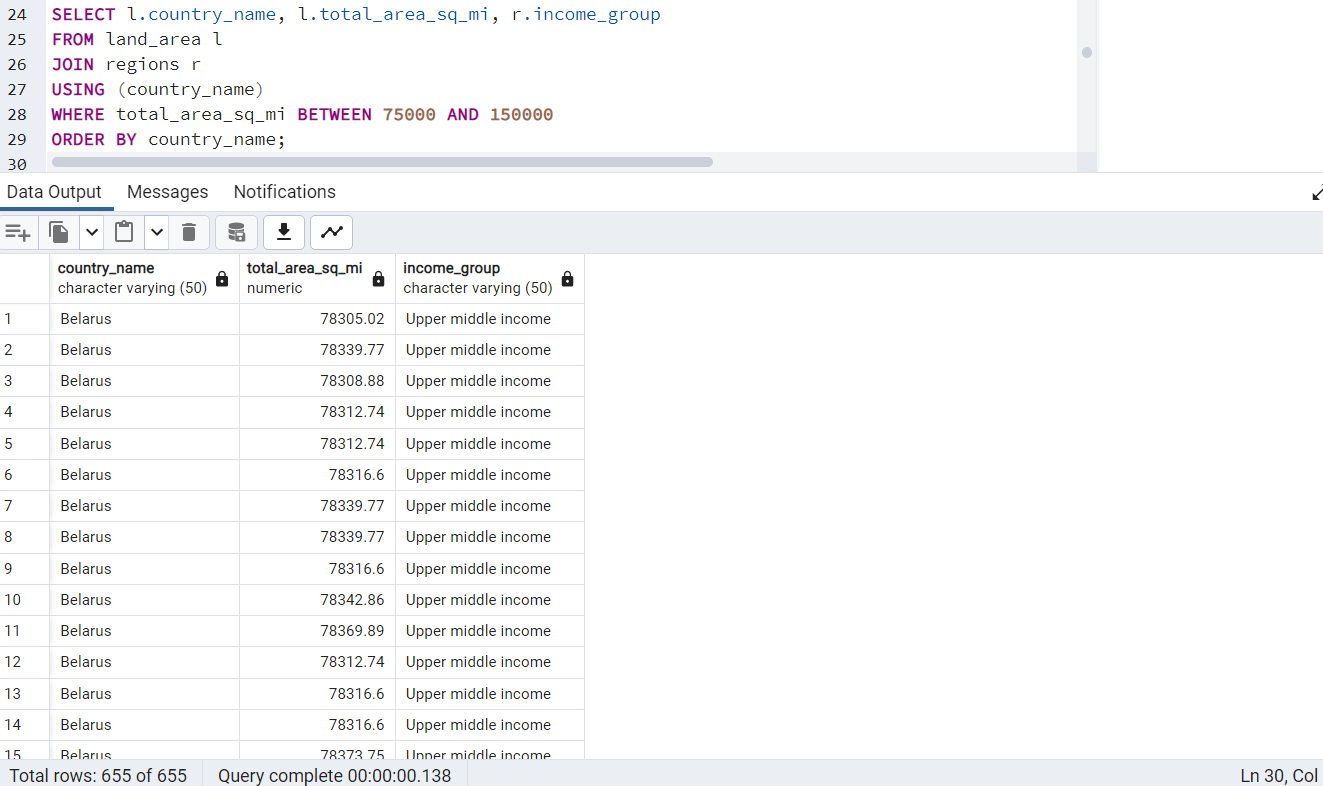 24 SELECT l.country_name, l.total_area_sq_mi, r.income_group
25 FROM land_area l
26 JOIN regions r
27 USING (country_name)
28 WHERE total_area_sq_mi BETWEEN 75000 AND 150000
29 ORDER BY country_name;
30
Data Output Messages Notifications
country_name total_area_sq_mi income_group
character varying (50) numeric character varying (50)
1 Belarus 78305.02 Upper middle income
2 Belarus 78339.77 Upper middle income
3 Belarus 78308.88 Upper middle income
4 Belarus 78312.74 Upper middle income
5 Belarus 78312.74 Upper middle income
6 Belarus 78316.6 Upper middle income
7 Belarus 78339.77 Upper middle income
8 Belarus 78339.77 Upper middle income
9 Belarus 78316.6 Upper middle income
10 Belarus 78342.86 Upper middle income
11 Belarus 78369.89 Upper middle income
12 Belarus 78312.74 Upper middle income
13 Belarus 78316.6 Upper middle income
14 Belarus 78316.6 Upper middle income
15 Belarus 78373.75 Upper middle income
Total rows: 655 of 655 Query complete 00:00:00.138 Ln 30, Col